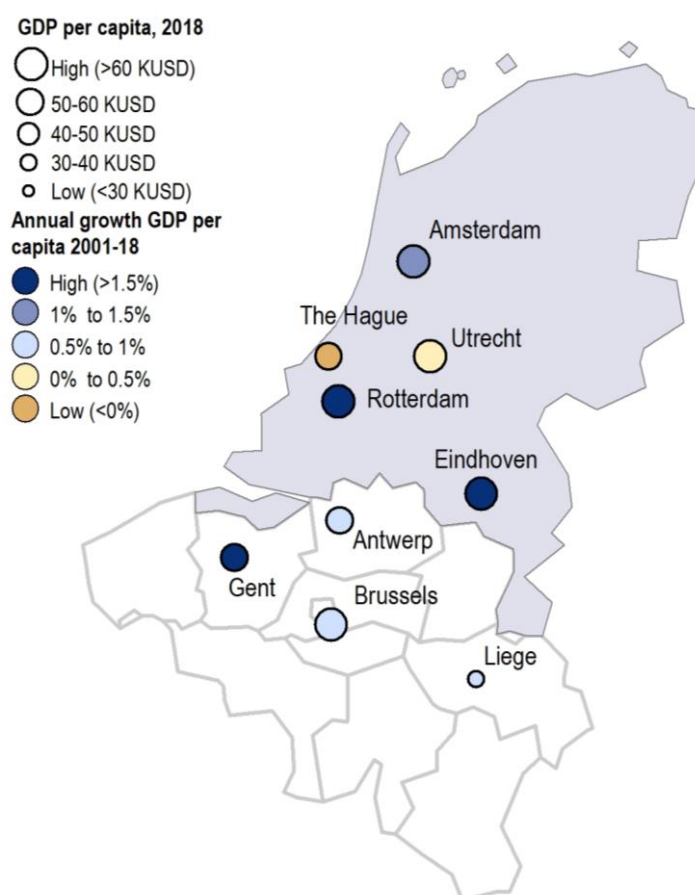 GDP per capita, 2018
High (>60 KUSD)
50-60 KUSD
40-50 KUSD
30-40 KUSD
Low (<30 KUSD)
Annual growth GDP per
capita 2001-18
High (>1.5%)
1% to 1.5%
0.5% to 1%
0% to 0.5%
Low (<0%)
Amsterdam
The Hague
Utrecht
Rotterdam
Eindhoven
Antwerp
Gent
Brussels
Liege